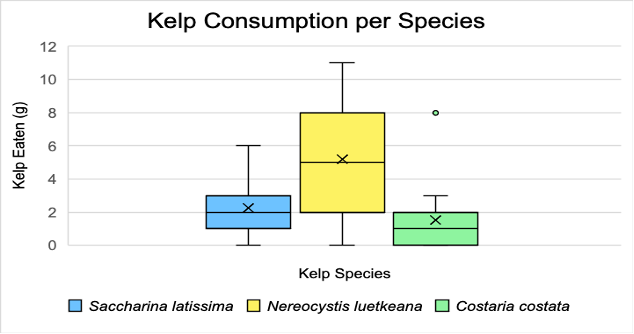 Kelp Consumption per Species
12
10
8
6
4
2
0
Kelp Eaten (g)
Kelp Species
Saccharina latissima Nereocystis luetkeana Costaria costata